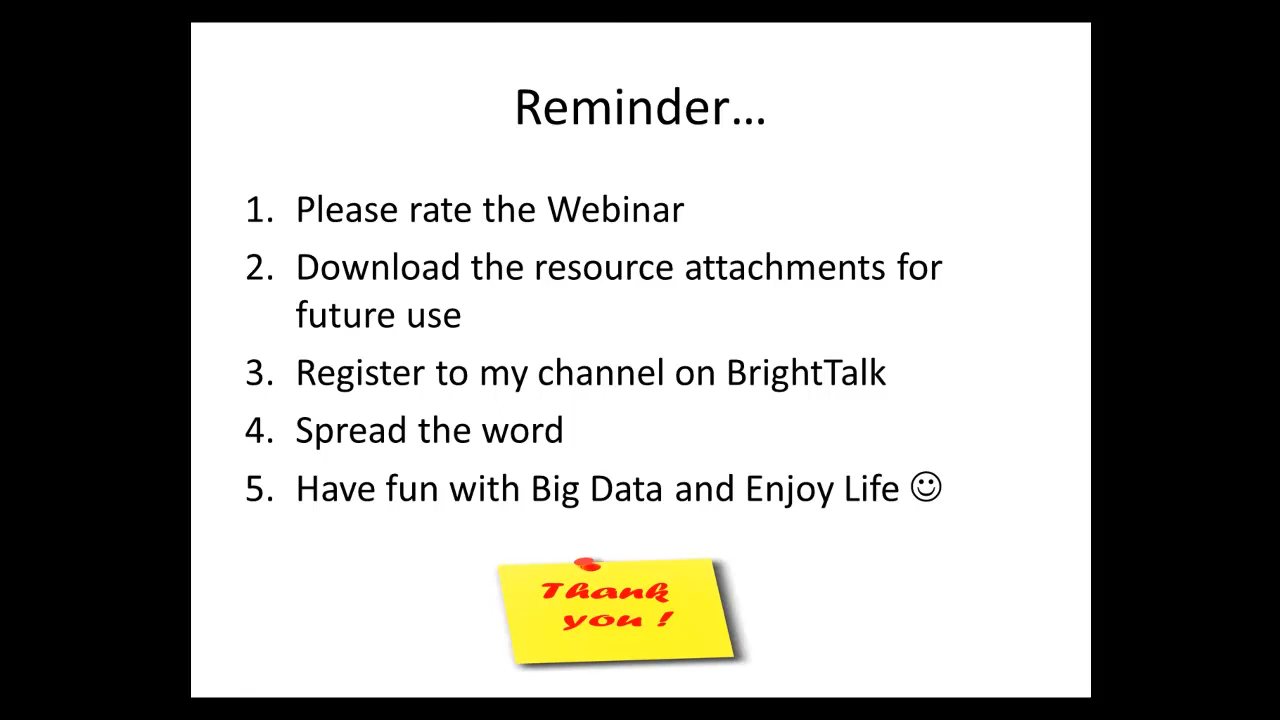 Reminder...
1. Please rate the Webinar
2. Download the resource attachments for
future use
3. Register to my channel on BrightTalk
4. Spread the word
5. Have fun with Big Data and Enjoy Life ☺
Thank
you !